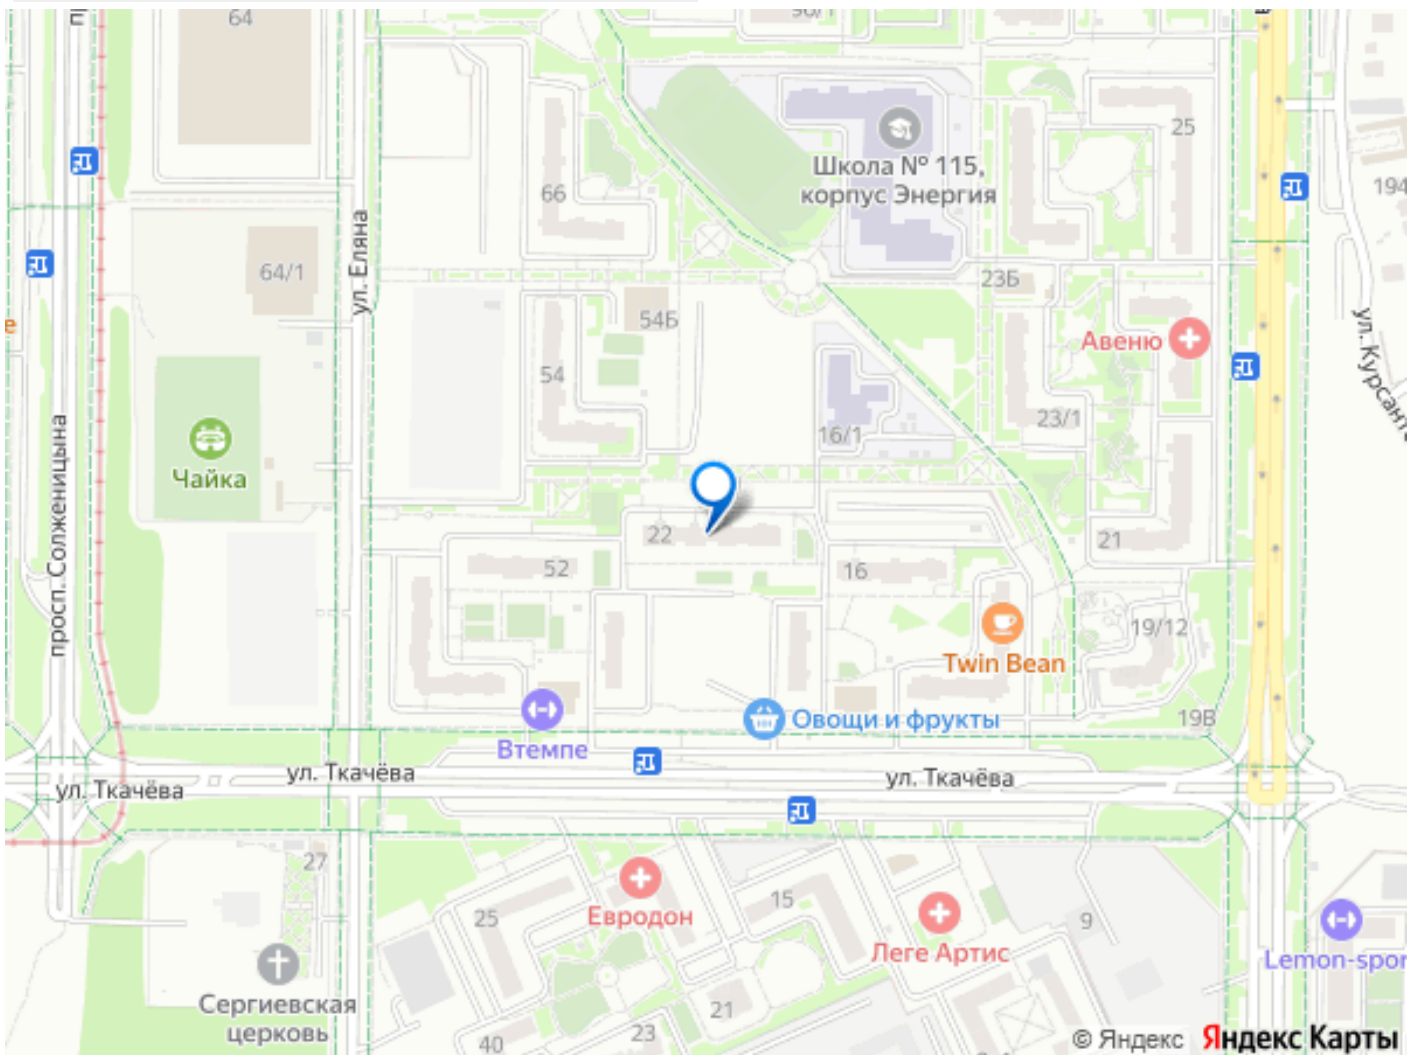 64
66
64/1
ул. Еляна
Школа № 115,
корпус Энергия
25
194
23Б
54Б
Авеню
ул. Курсант
54
23/1
16/1
Чайка
просп. Солженицына
22
52
16
21
19/12
Twin Bean
19В
Овощи и фрукты
Втемпе
ул. Ткачёва
ул. Ткачёва
ул. Ткачёва
27
25
Евродон
15
9
Леге Артис
Lemon-spor
Сергиевская
церковь
21
23
40
© Яндекс Яндекс Карты